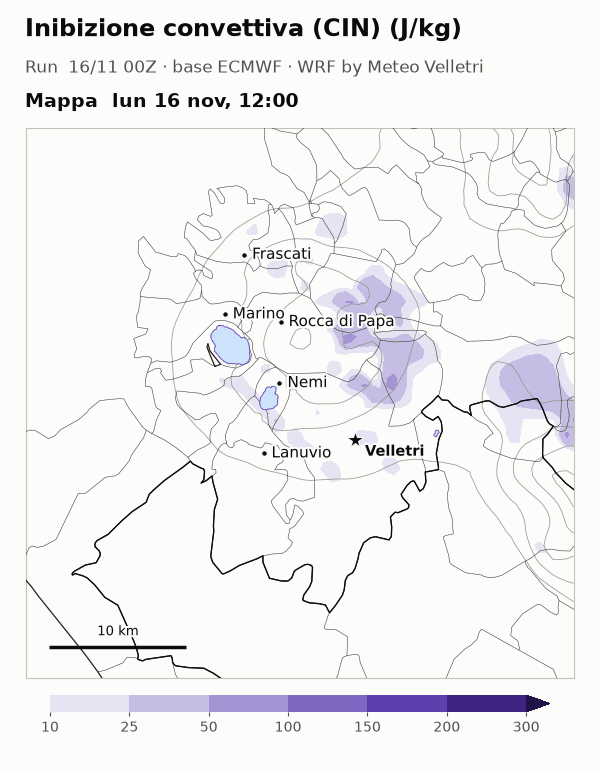 Inibizione convettiva (CIN) (J/kg)
Run  16/11 00Z · base ECMWF · WRF by Meteo Velletri
Mappa  lun 16 nov, 12:00
Frascati
Marino
Rocca di Papa
Nemi
Velletri
Lanuvio
10 km
10 25 50 100 150 200 300